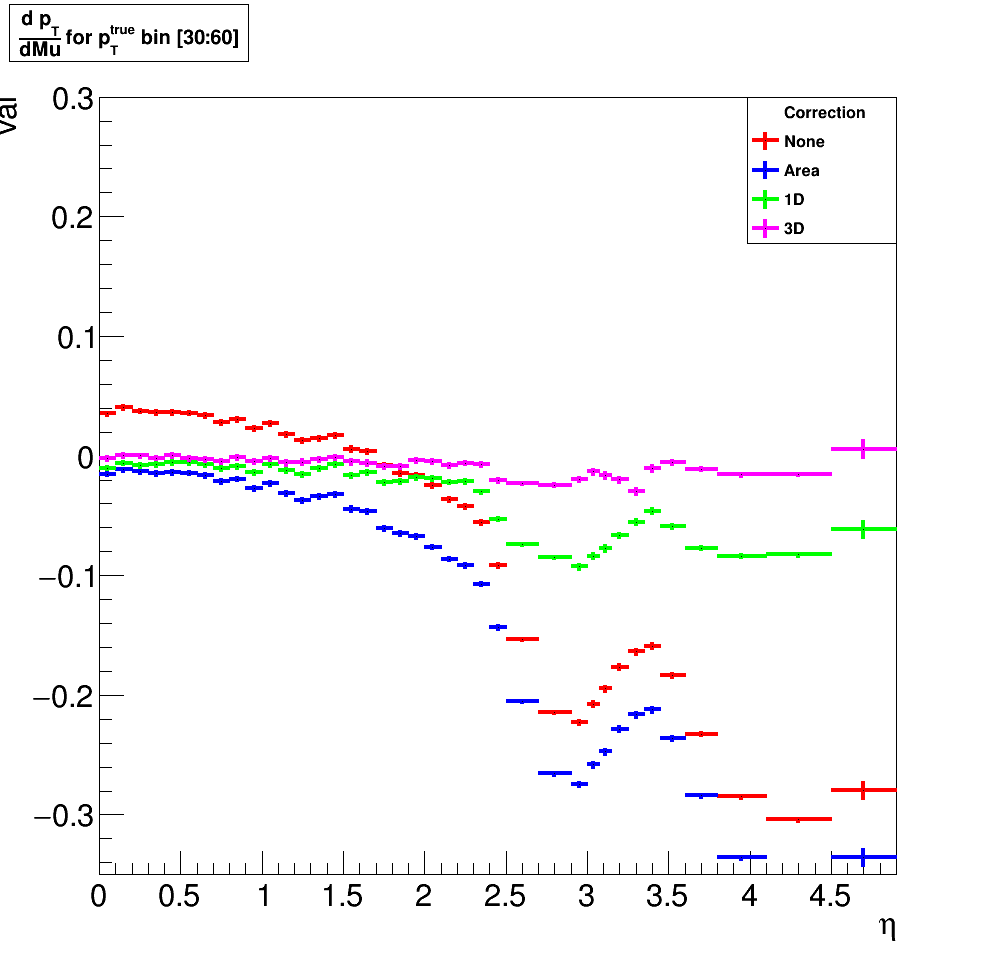 d p_T
dMu
for p_T^true bin [30:60]
val
0.3
0.2
0.1
0
−0.1
−0.2
−0.3
Correction
None
Area
1D
3D
0 0.5 1 1.5 2 2.5 3 3.5 4 4.5
η